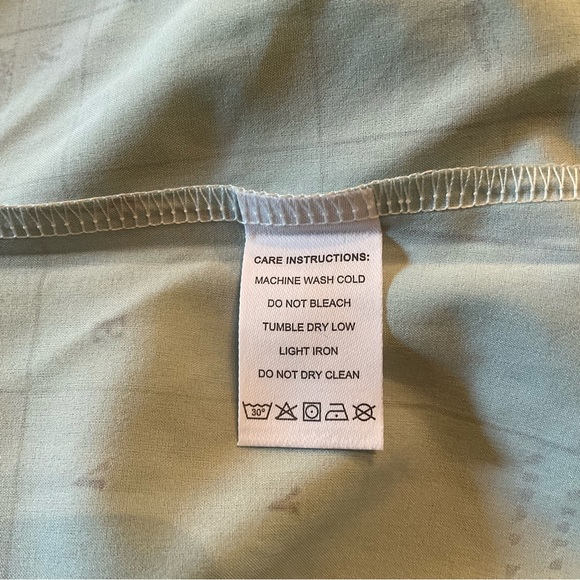 CARE INSTRUCTIONS:
MACHINE WASH COLD
DO NOT BLEACH
TUMBLE DRY LOW
LIGHT IRON
DO NOT DRY CLEAN
30°